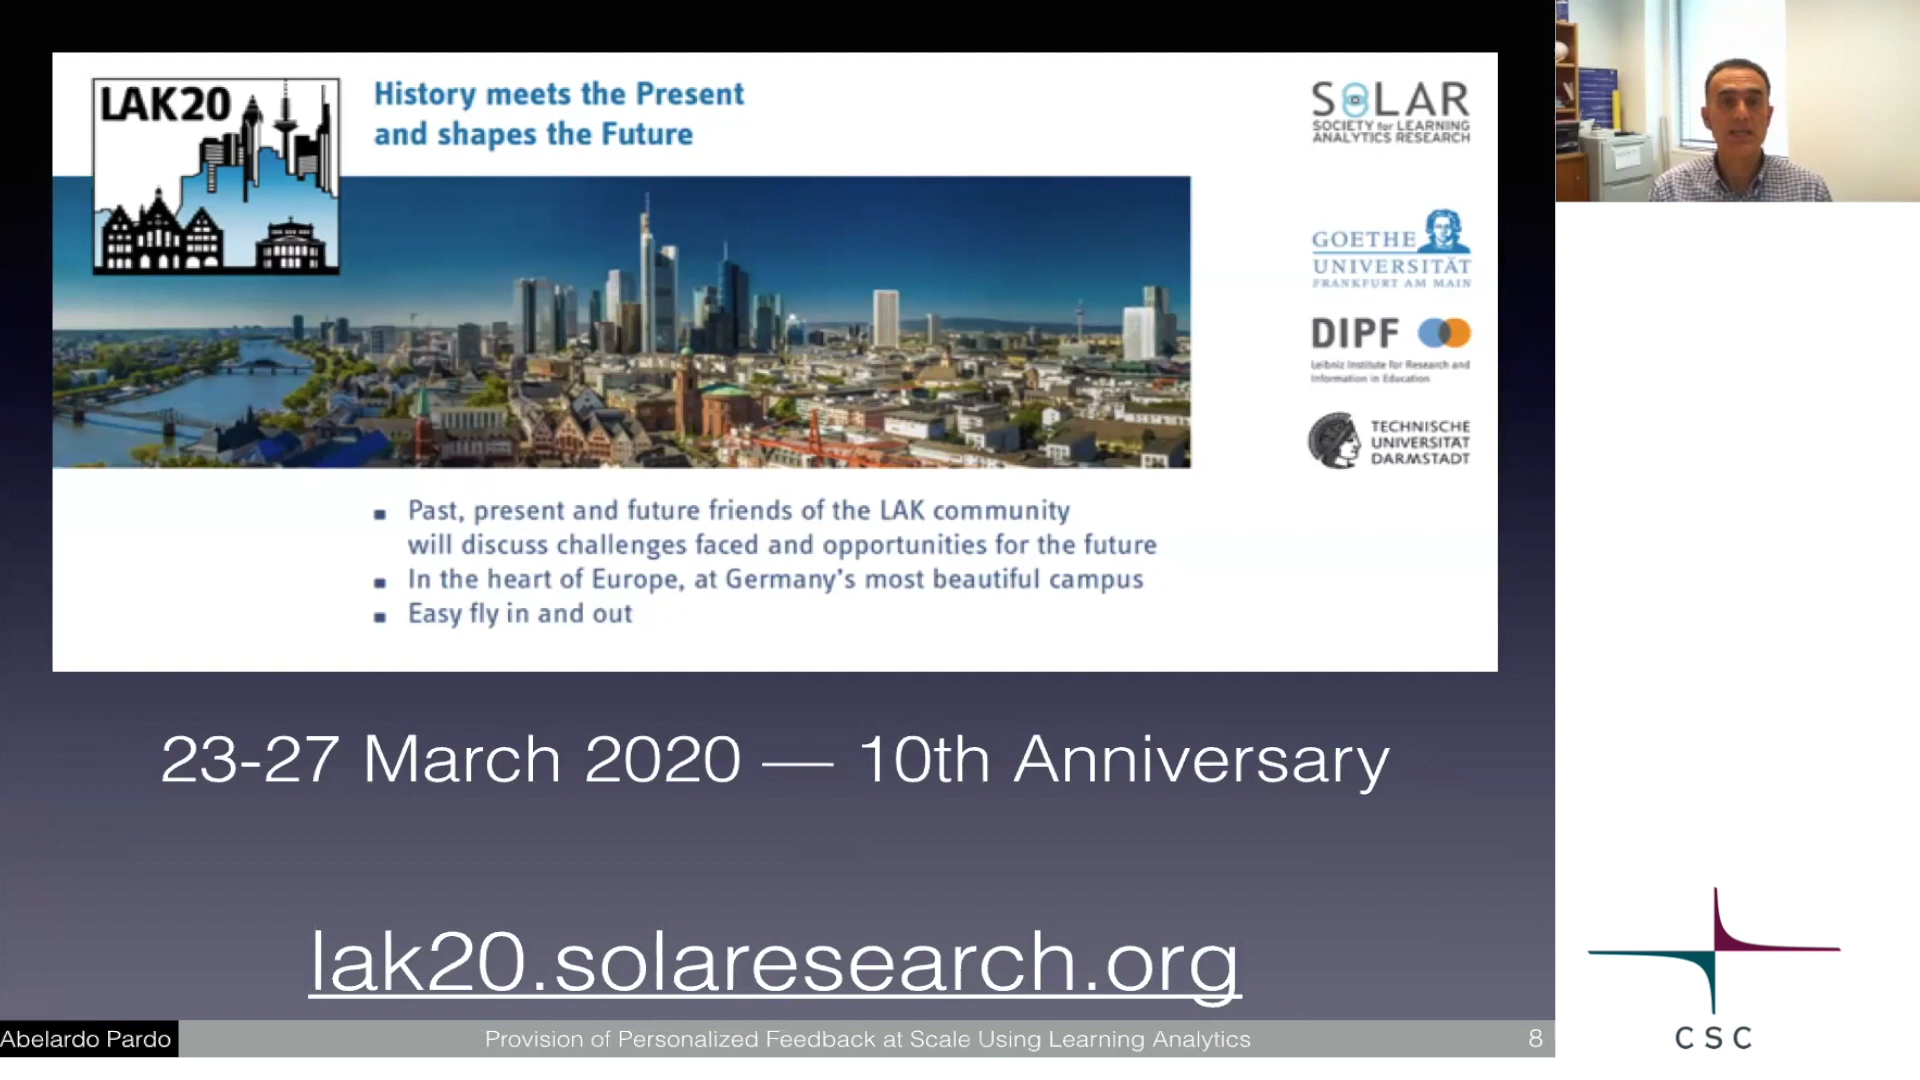 LAK20
History meets the Present
and shapes the Future
SOLAR
SOCIETY for LEARNING
ANALYTICS RESEARCH
GOETHE
UNIVERSITÄT
FRANKFURT AM MAIN
DIPF
Leibniz Institute for Research and
Information in Education
TECHNISCHE
UNIVERSITÄT
DARMSTADT
▪ Past, present and future friends of the LAK community
will discuss challenges faced and opportunities for the future
▪ In the heart of Europe, at Germany's most beautiful campus
▪ Easy fly in and out
23-27 March 2020 — 10th Anniversary
lak20.solaresearch.org
Abelardo Pardo
Provision of Personalized Feedback at Scale Using Learning Analytics
8
CSC